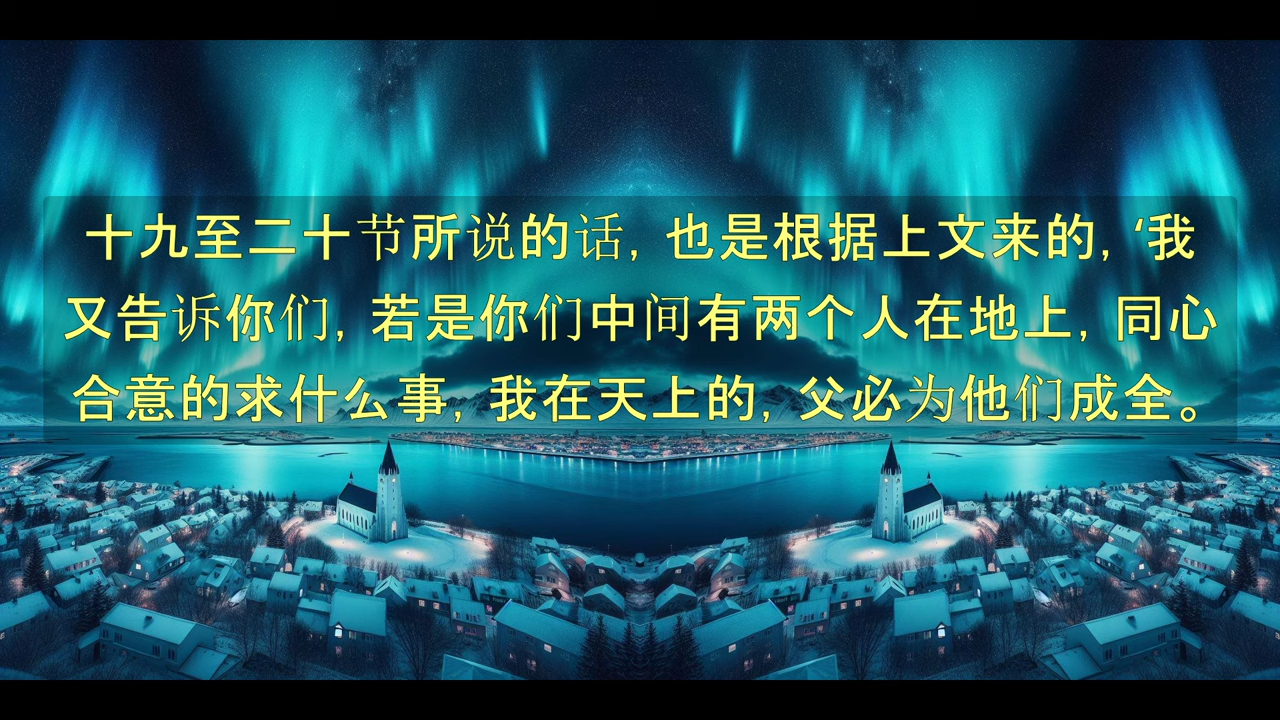 十九至二十节所说的话, 也是根据上文来的, ‘我
又告诉你们, 若是你们中间有两个人在地上, 同心
合意的求什么事, 我在天上的, 父必为他们成全。